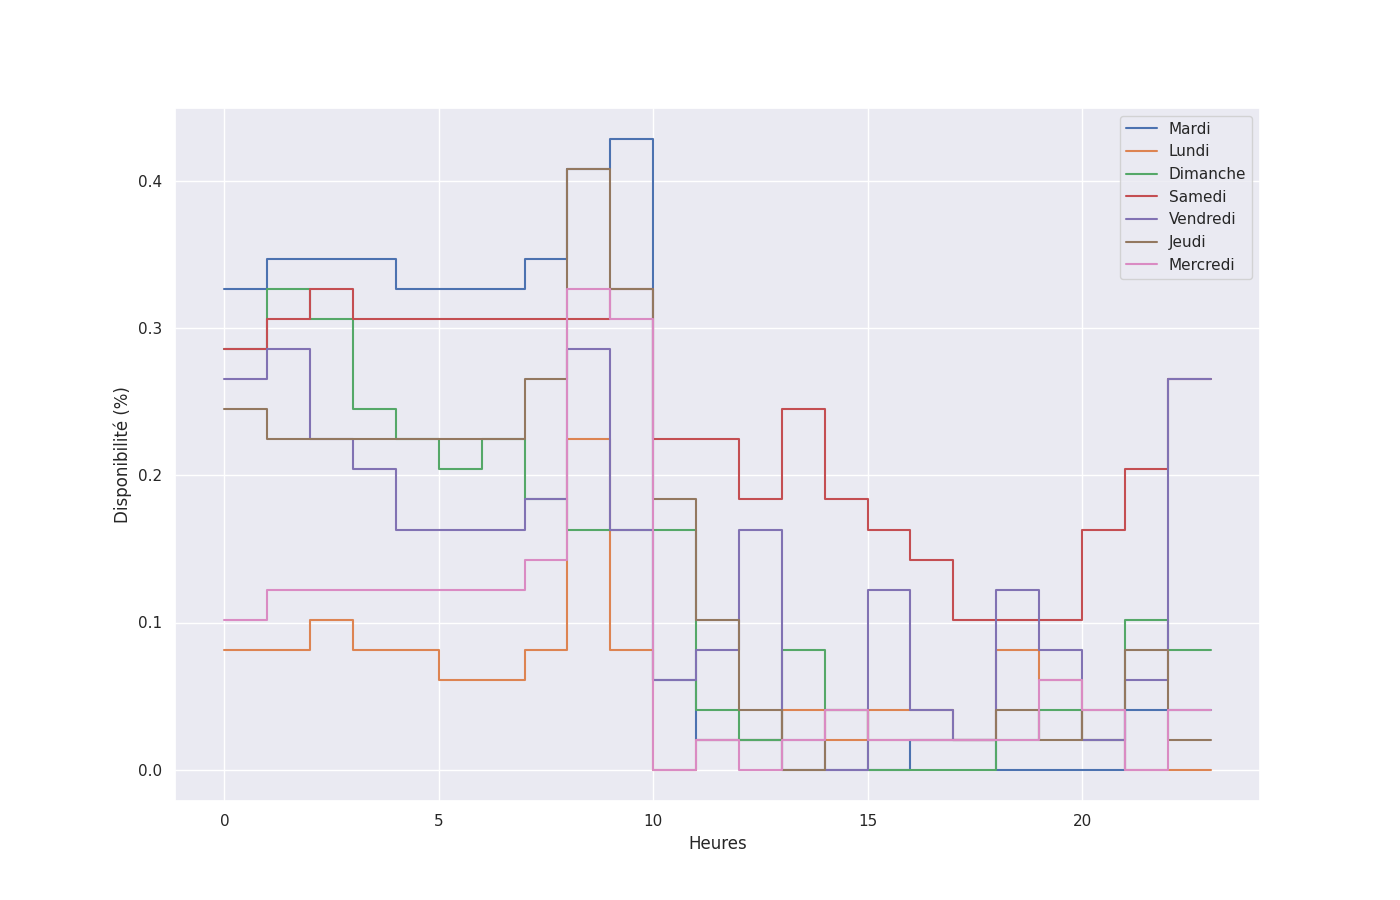 Mardi
Lundi
Dimanche
Samedi
Vendredi
Jeudi
Mercredi
0.4
0.3
0.2
0.1
0.0
Disponibilité (%)
0 5 10 15 20
Heures